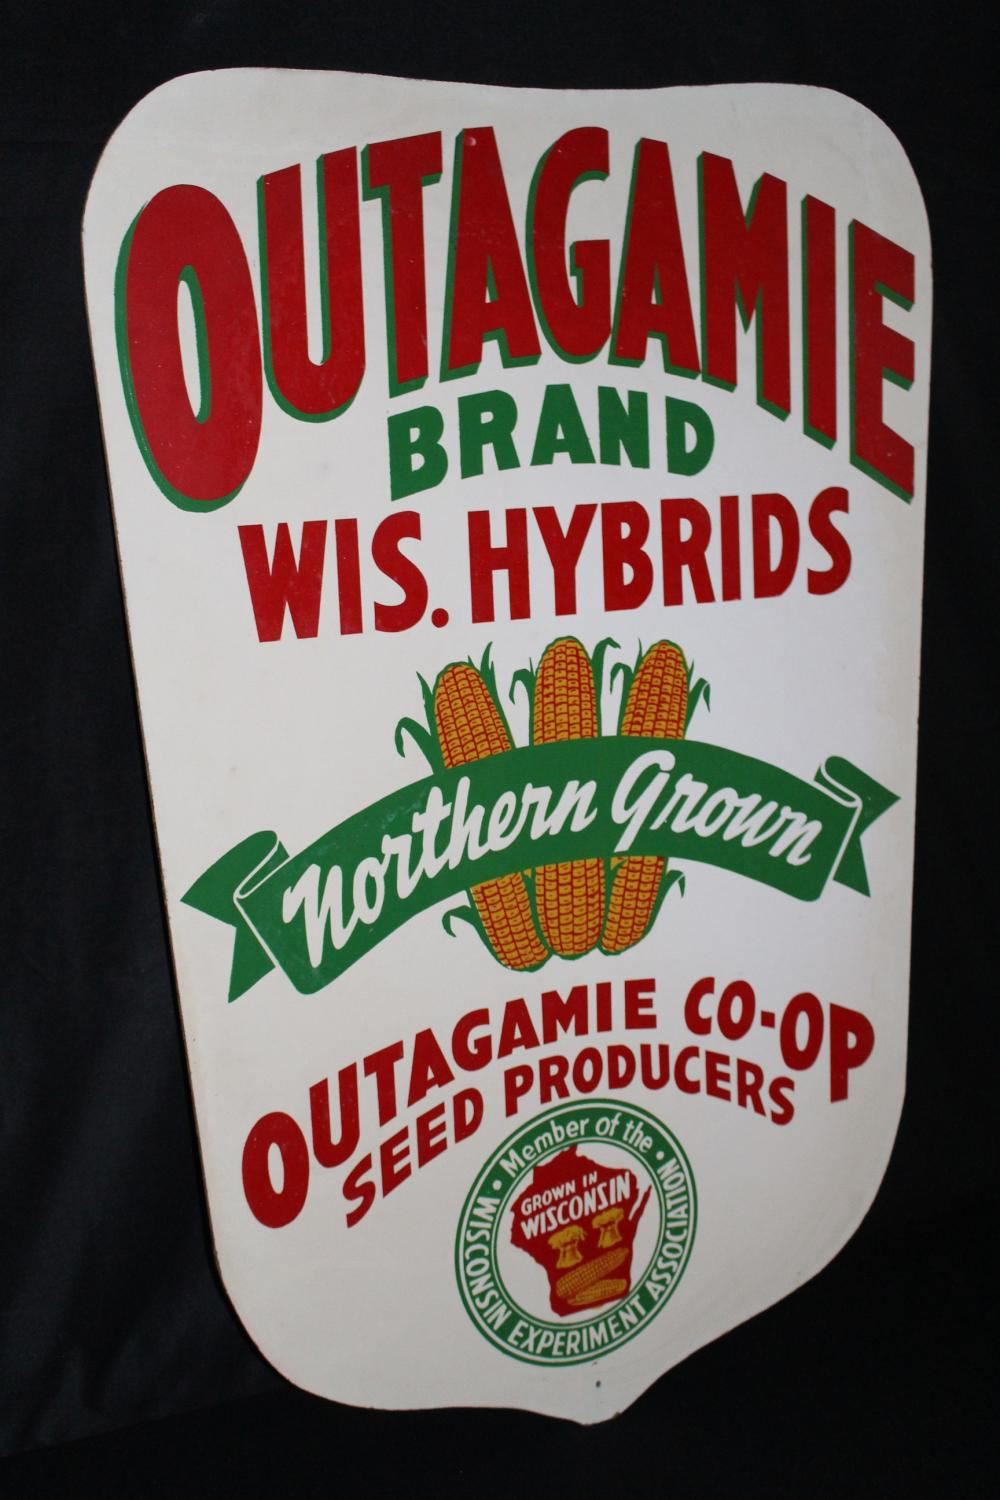 OUTAGAMIE
BRAND
WIS. HYBRIDS
Northern Grown
OUTAGAMIE CO-OP
SEED PRODUCERS
• Member of the •
GROWN IN
WISCONSIN
WISCONSIN EXPERIMENT ASSOCIATION